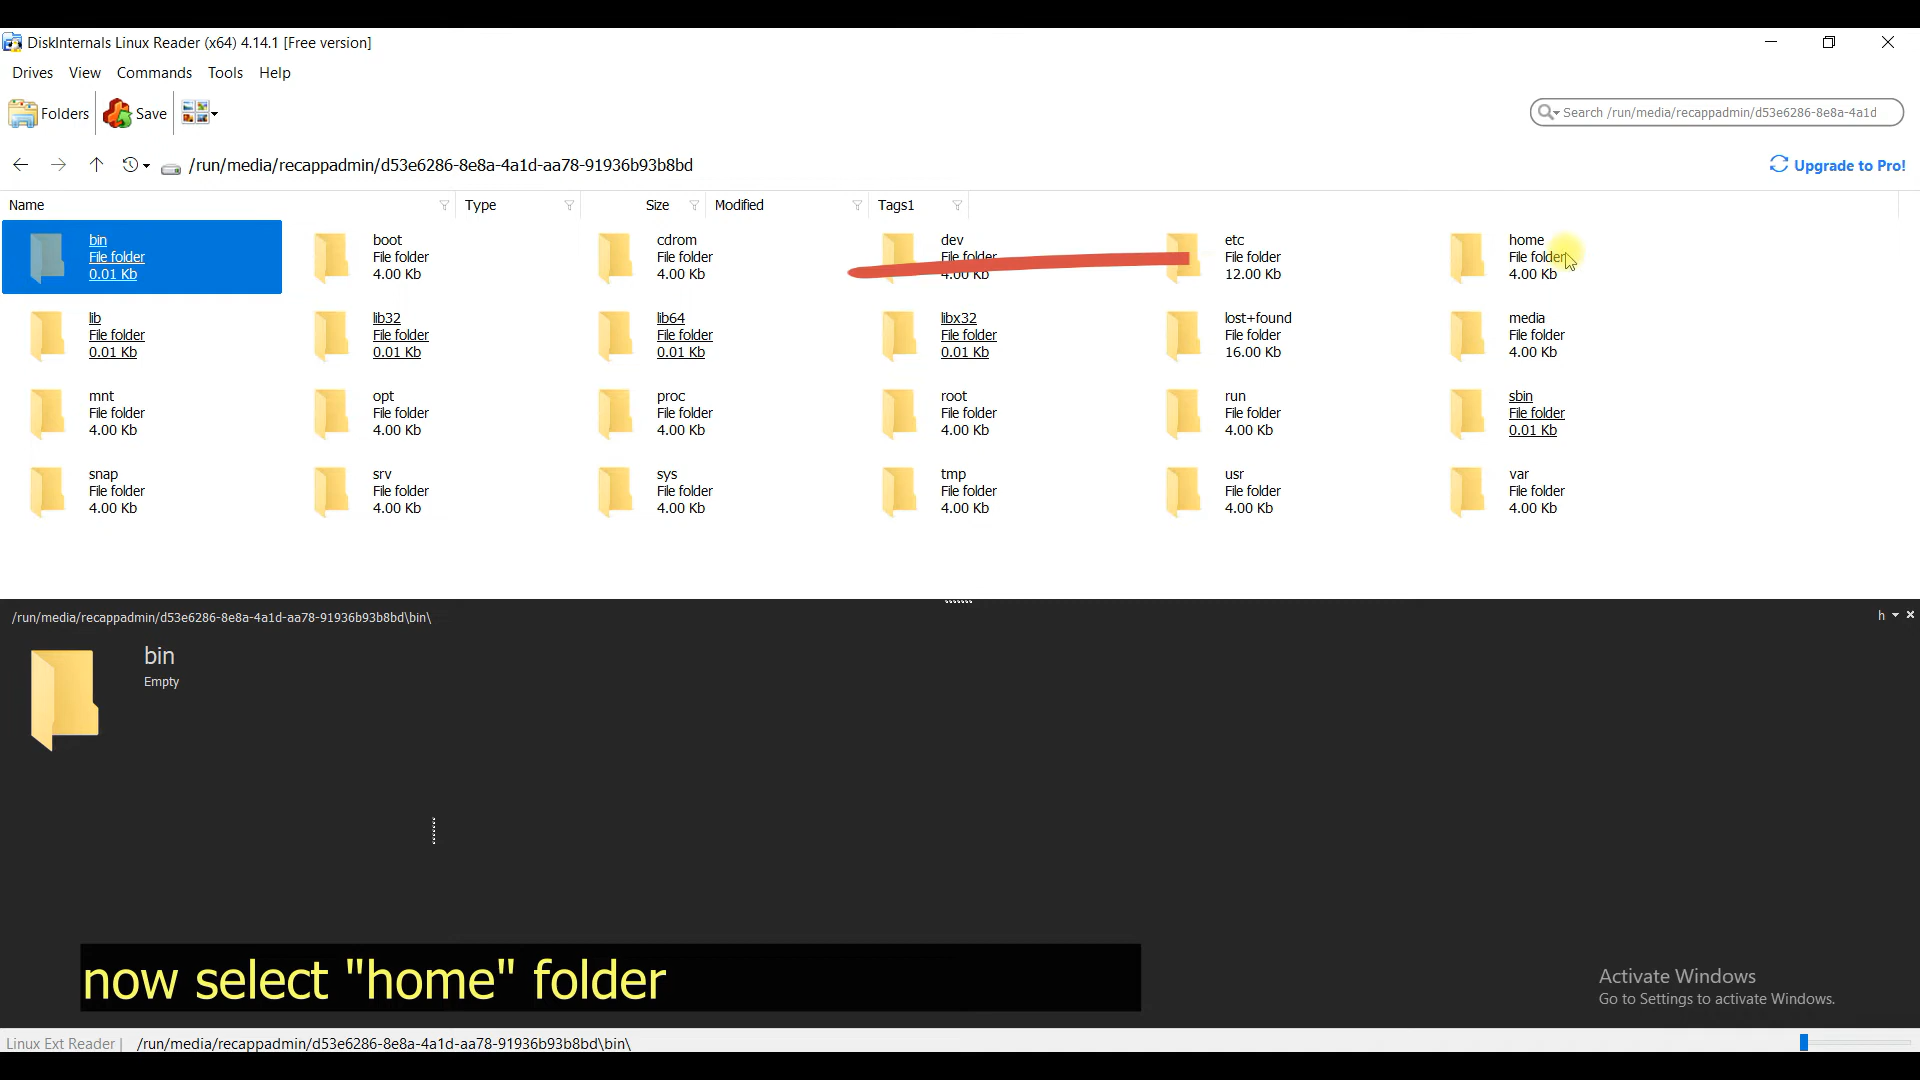 DiskInternals Linux Reader (x64) 4.14.1 [Free version]
Drives View Commands Tools Help
Folders Save
Search /run/media/recappadmin/d53e6286-8e8a-4a1d
/run/media/recappadmin/d53e6286-8e8a-4a1d-aa78-91936b93b8bd
Upgrade to Pro!
Name Type Size Modified Tags1
bin
File folder
0.01 Kb
boot
File folder
4.00 Kb
cdrom
File folder
4.00 Kb
dev
File folder
4.00 Kb
etc
File folder
12.00 Kb
home
File folder
4.00 Kb
lib
File folder
0.01 Kb
lib32
File folder
0.01 Kb
lib64
File folder
0.01 Kb
libx32
File folder
0.01 Kb
lost+found
File folder
16.00 Kb
media
File folder
4.00 Kb
mnt
File folder
4.00 Kb
opt
File folder
4.00 Kb
proc
File folder
4.00 Kb
root
File folder
4.00 Kb
run
File folder
4.00 Kb
sbin
File folder
0.01 Kb
snap
File folder
4.00 Kb
srv
File folder
4.00 Kb
sys
File folder
4.00 Kb
tmp
File folder
4.00 Kb
usr
File folder
4.00 Kb
var
File folder
4.00 Kb
/run/media/recappadmin/d53e6286-8e8a-4a1d-aa78-91936b93b8bd\bin\
h
bin
Empty
now select "home" folder
Activate Windows
Go to Settings to activate Windows.
Linux Ext Reader | /run/media/recappadmin/d53e6286-8e8a-4a1d-aa78-91936b93b8bd\bin\